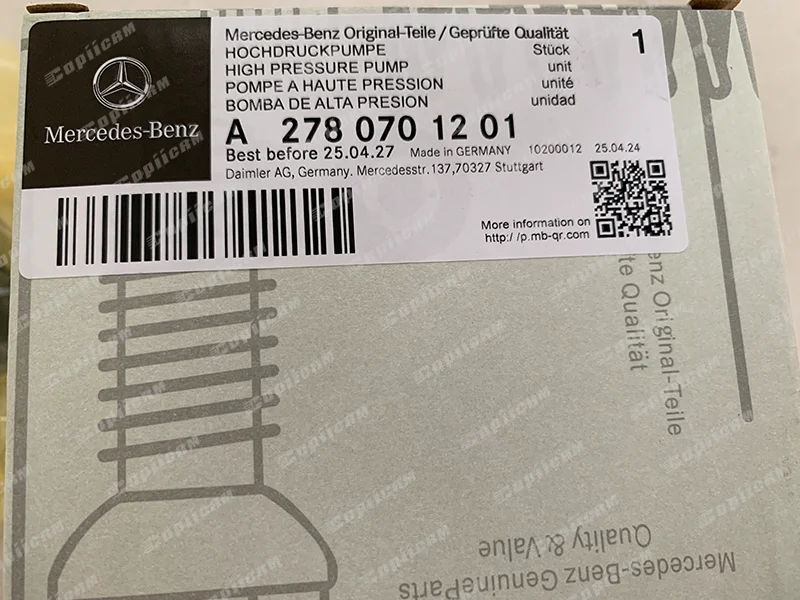 Mercedes-Benz
Mercedes-Benz Original-Teile / Geprüfte Qualität
HOCHDRUCKPUMPE Stück 1
HIGH PRESSURE PUMP unit
POMPE A HAUTE PRESSION unité
BOMBA DE ALTA PRESION unidad
A 278 070 12 01
Best before 25.04.27 Made in GERMANY 10200012 25.04.24
Daimler AG, Germany, Mercedesstr.137,70327 Stuttgart
More information on
http://p.mb-qr.com
enz Original-Teile
te Qualität
Mercedes-Benz GenuineParts
Quality & Value
Copiicam